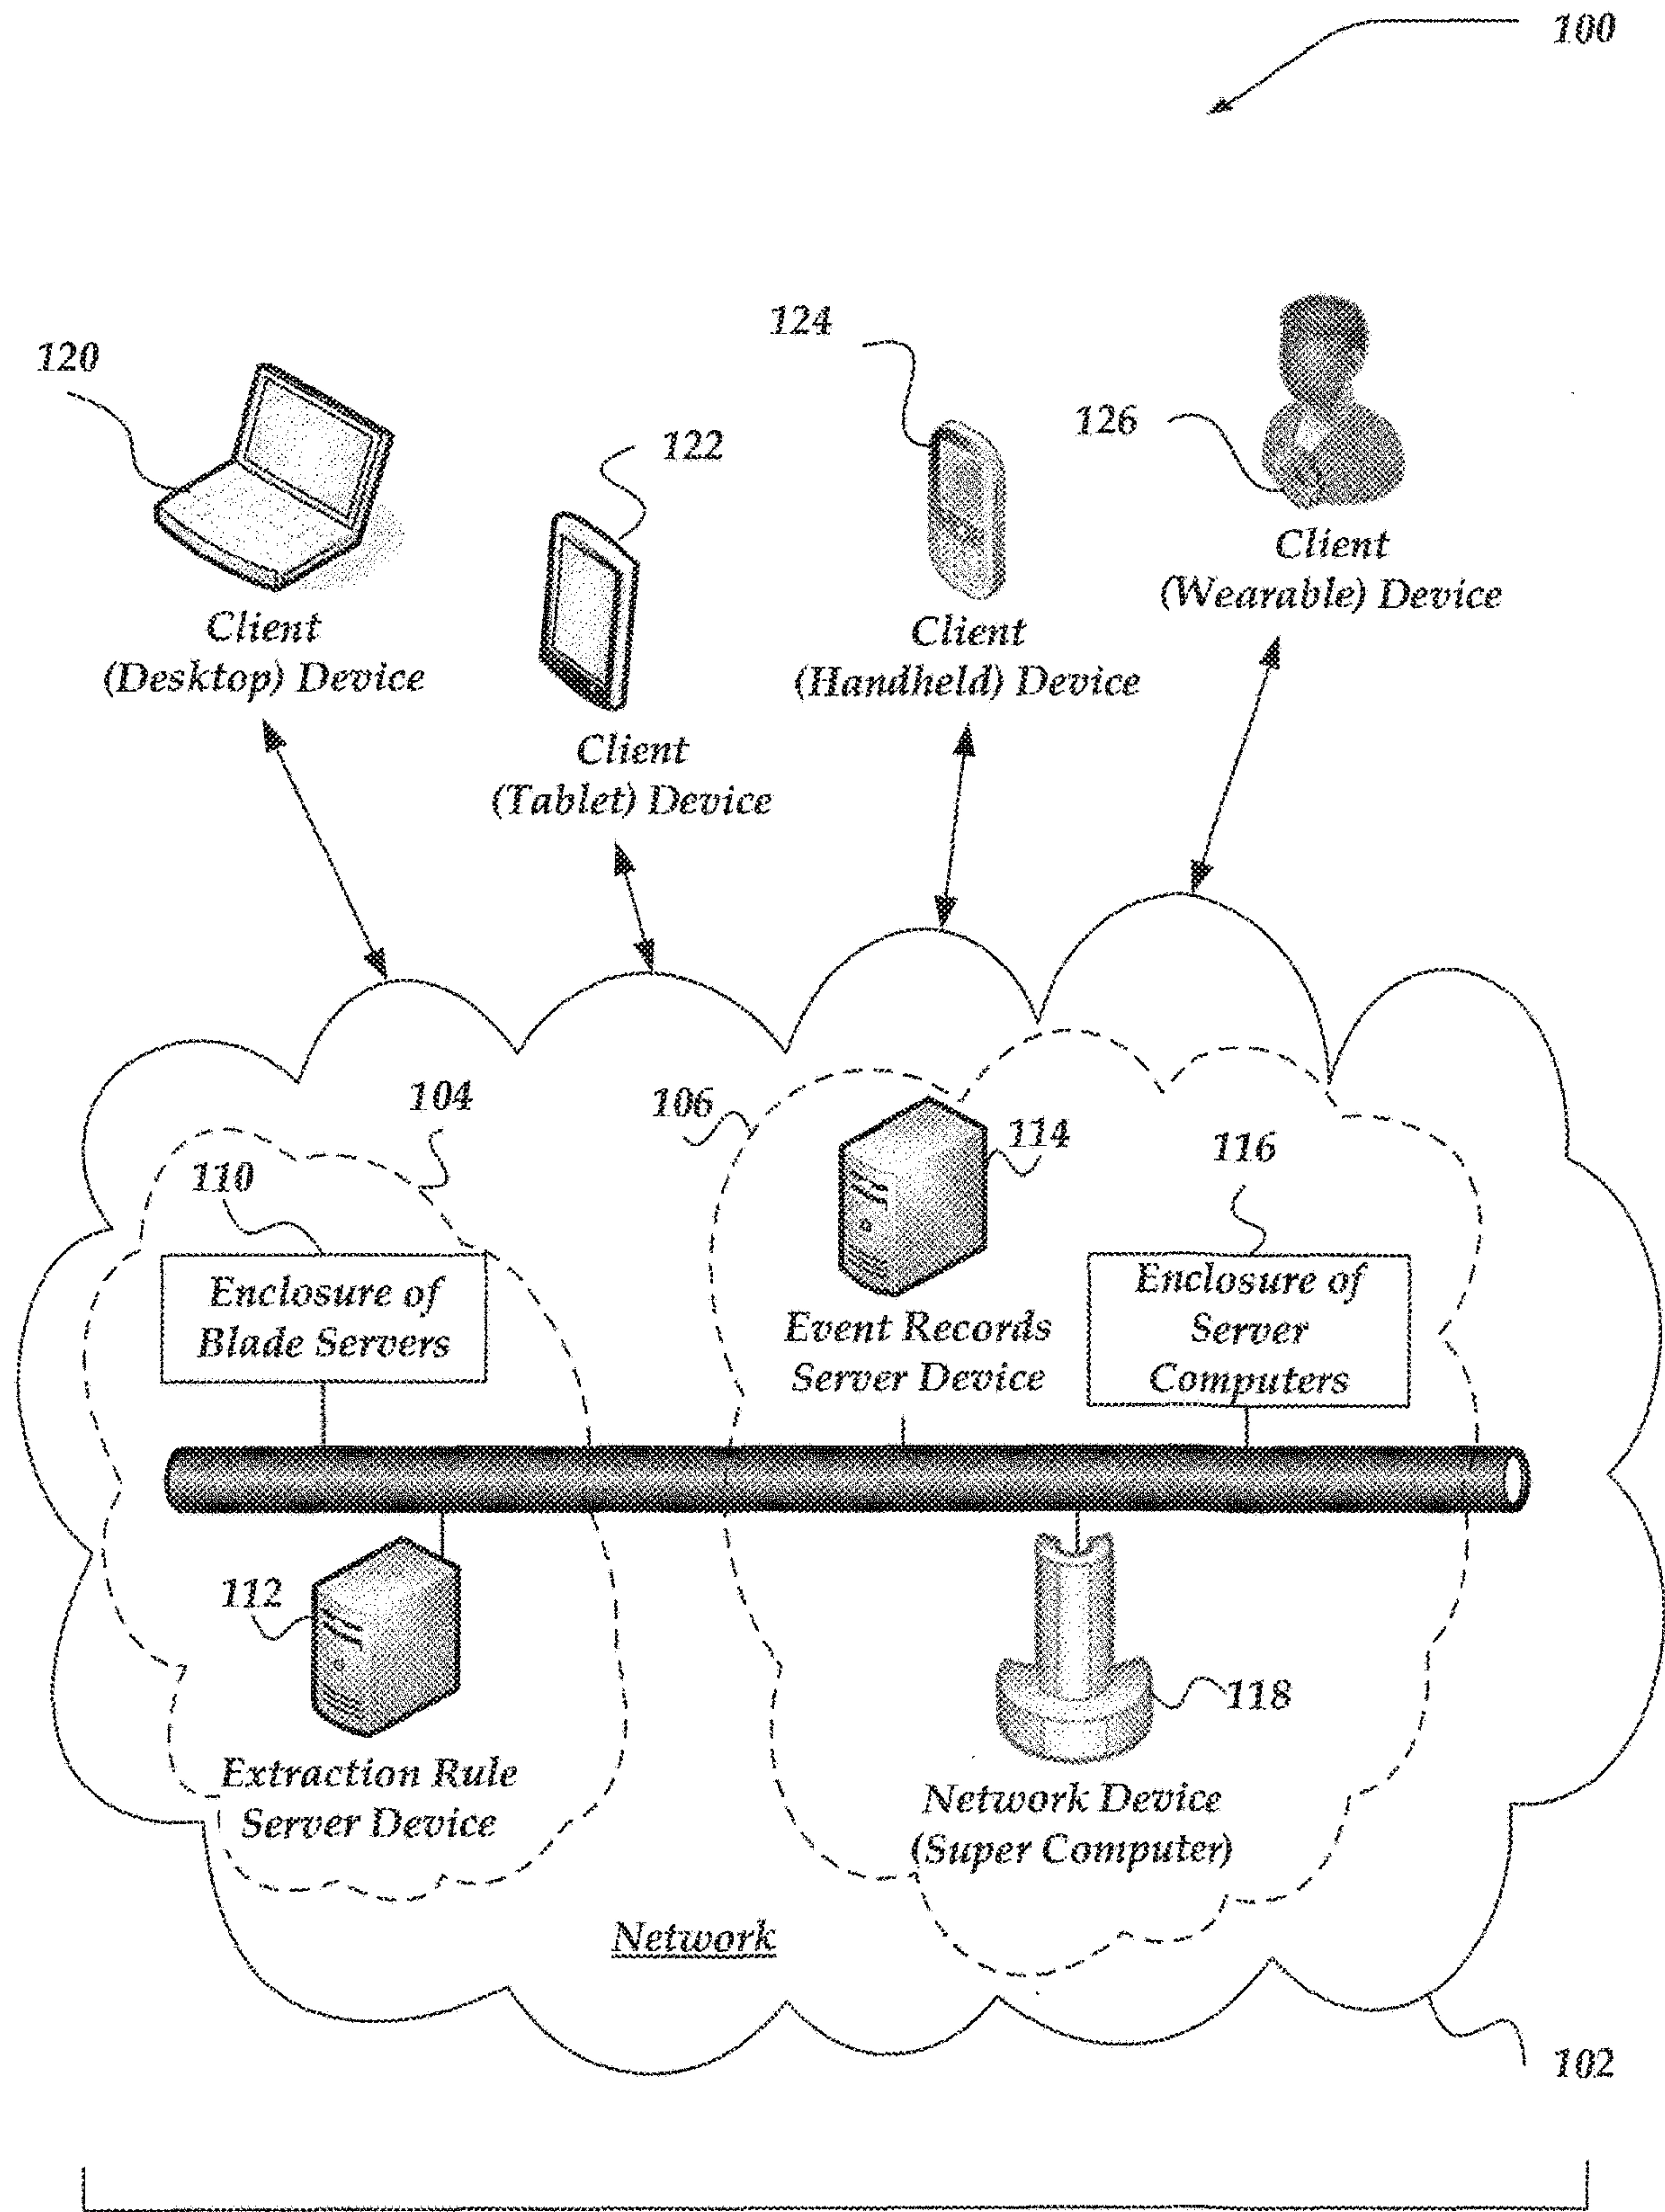 100
120
124
126
122
Client
(Wearable) Device
Client
(Desktop) Device
Client
(Handheld) Device
Client
(Tablet) Device
104
106
114
116
110
Enclosure of
Blade Servers
Enclosure of
Server
Computers
Event Records
Server Device
112
118
Extraction Rule
Server Device
Network Device
(Super Computer)
Network
102